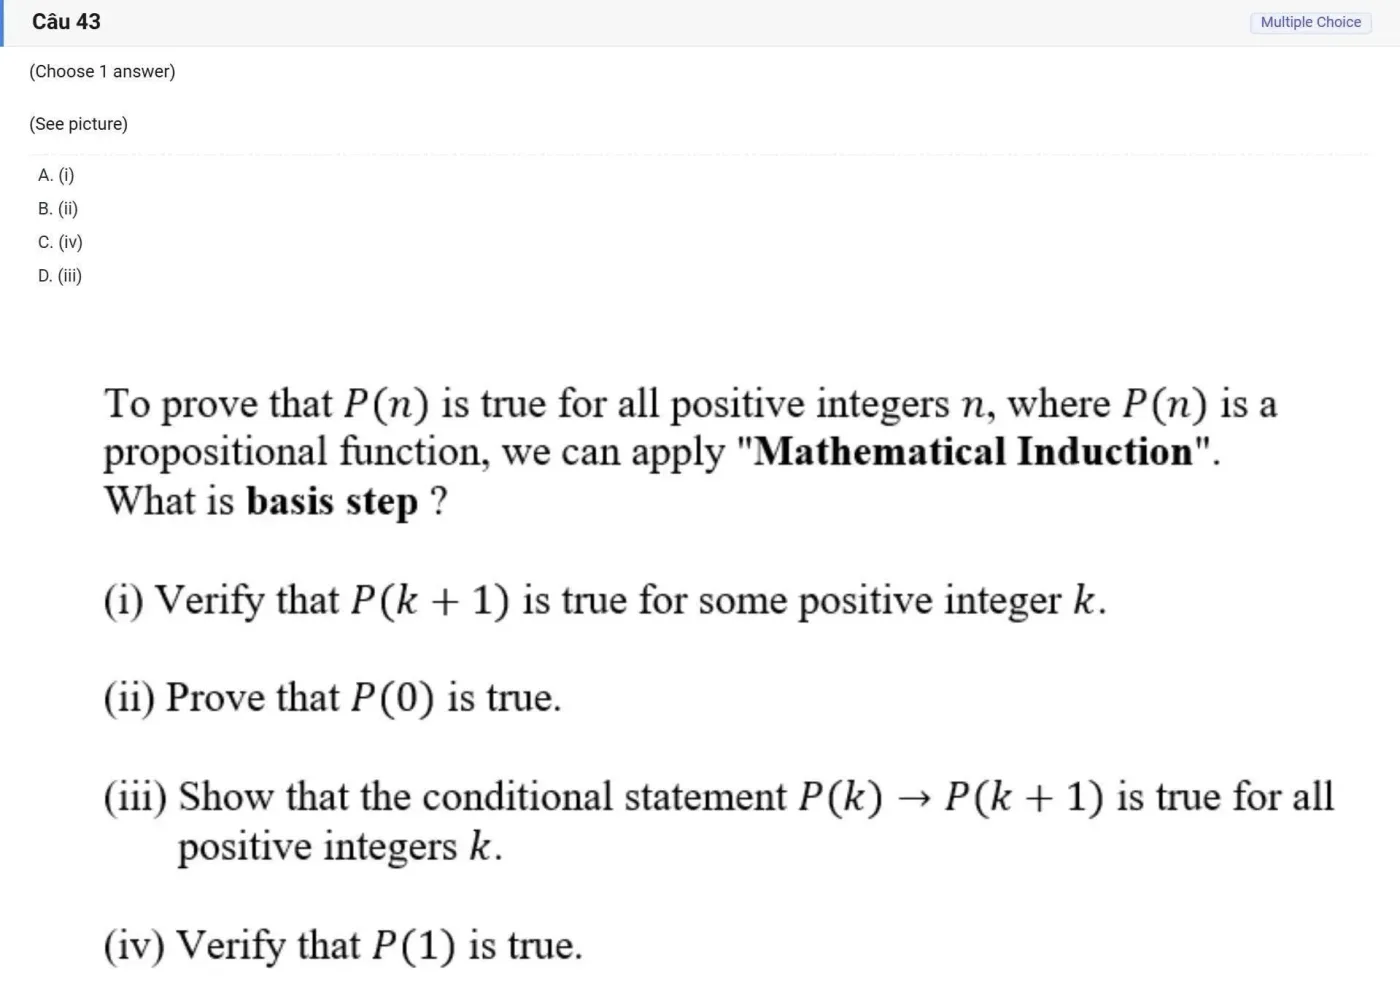 Câu 43
Multiple Choice
(Choose 1 answer)
(See picture)
A. (i)
B. (ii)
C. (iv)
D. (iii)
To prove that P(n) is true for all positive integers n, where P(n) is a
propositional function, we can apply "Mathematical Induction".
What is basis step ?
(i) Verify that P(k + 1) is true for some positive integer k.
(ii) Prove that P(0) is true.
(iii) Show that the conditional statement P(k) → P(k + 1) is true for all
positive integers k.
(iv) Verify that P(1) is true.